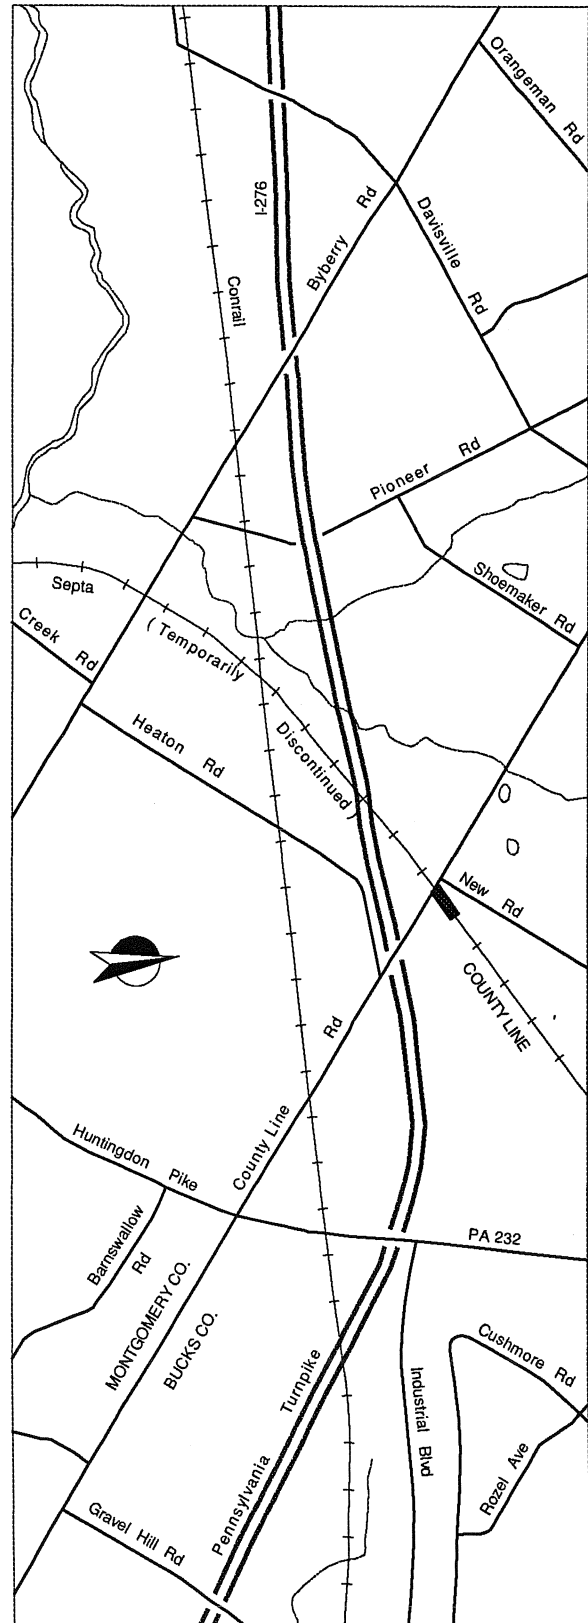 Orangeman Rd
I-276
Byberry Rd
Davisville Rd
Conrail
Pioneer Rd
Shoemaker Rd
Septa
(Temporarily
Discontinued)
Creek Rd
Heaton Rd
New Rd
COUNTY LINE
County Line Rd
Huntingdon Pike
PA 232
Barnswallow Rd
MONTGOMERY CO.
BUCKS CO.
Pennsylvania Turnpike
Industrial Blvd
Cushmore Rd
Rozel Ave
Gravel Hill Rd